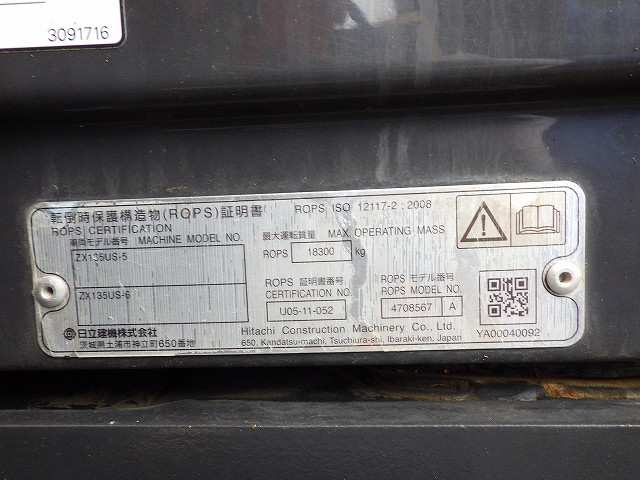 3091716
転倒時保護構造物(ROPS)証明書 ROPS ISO 12117-2 : 2008
ROPS CERTIFICATION
車両モデル番号 MACHINE MODEL NO.
ZX135US-5
ZX135US-6
最大運転質量 MAX. OPERATING MASS
ROPS 18300 kg
ROPS 証明書番号 ROPS モデル番号
CERTIFICATION NO. ROPS MODEL NO.
U05-11-052 4708567 A
日立建機株式会社 Hitachi Construction Machinery Co., Ltd.
茨城県土浦市神立町650番地 650, Kandatsu-machi, Tsuchiura-shi, Ibaraki-ken, Japan
YA00040092